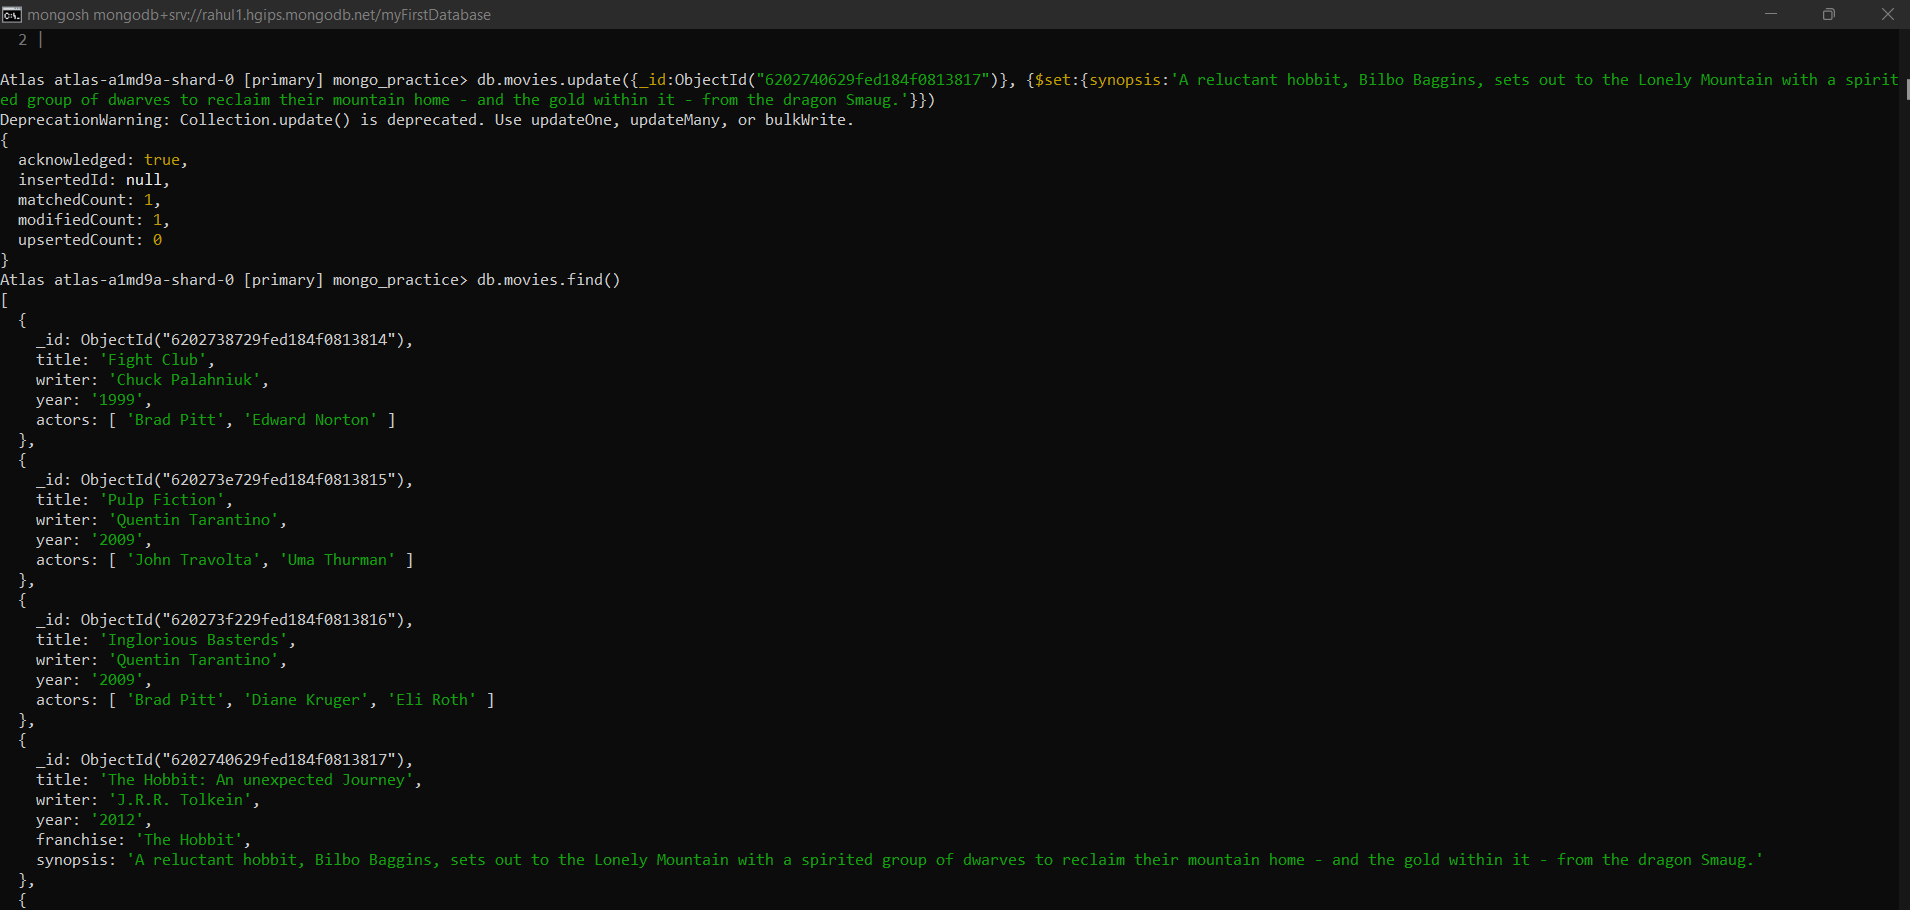 mongosh mongodb+srv://rahul1.hgips.mongodb.net/myFirstDatabase
2
Atlas atlas-a1md9a-shard-0 [primary] mongo_practice> db.movies.update({_id:ObjectId("6202740629fed184f0813817")}, {$set:{synopsis:'A reluctant hobbit, Bilbo Baggins, sets out to the Lonely Mountain with a spirit
ed group of dwarves to reclaim their mountain home - and the gold within it - from the dragon Smaug.'}})
DeprecationWarning: Collection.update() is deprecated. Use updateOne, updateMany, or bulkWrite.
{
  acknowledged: true,
  insertedId: null,
  matchedCount: 1,
  modifiedCount: 1,
  upsertedCount: 0
}
Atlas atlas-a1md9a-shard-0 [primary] mongo_practice> db.movies.find()
[
  {
    _id: ObjectId("6202738729fed184f0813814"),
    title: 'Fight Club',
    writer: 'Chuck Palahniuk',
    year: '1999',
    actors: [ 'Brad Pitt', 'Edward Norton' ]
  },
  {
    _id: ObjectId("620273e729fed184f0813815"),
    title: 'Pulp Fiction',
    writer: 'Quentin Tarantino',
    year: '2009',
    actors: [ 'John Travolta', 'Uma Thurman' ]
  },
  {
    _id: ObjectId("620273f229fed184f0813816"),
    title: 'Inglorious Basterds',
    writer: 'Quentin Tarantino',
    year: '2009',
    actors: [ 'Brad Pitt', 'Diane Kruger', 'Eli Roth' ]
  },
  {
    _id: ObjectId("6202740629fed184f0813817"),
    title: 'The Hobbit: An unexpected Journey',
    writer: 'J.R.R. Tolkein',
    year: '2012',
    franchise: 'The Hobbit',
    synopsis: 'A reluctant hobbit, Bilbo Baggins, sets out to the Lonely Mountain with a spirited group of dwarves to reclaim their mountain home - and the gold within it - from the dragon Smaug.'
  },
  {